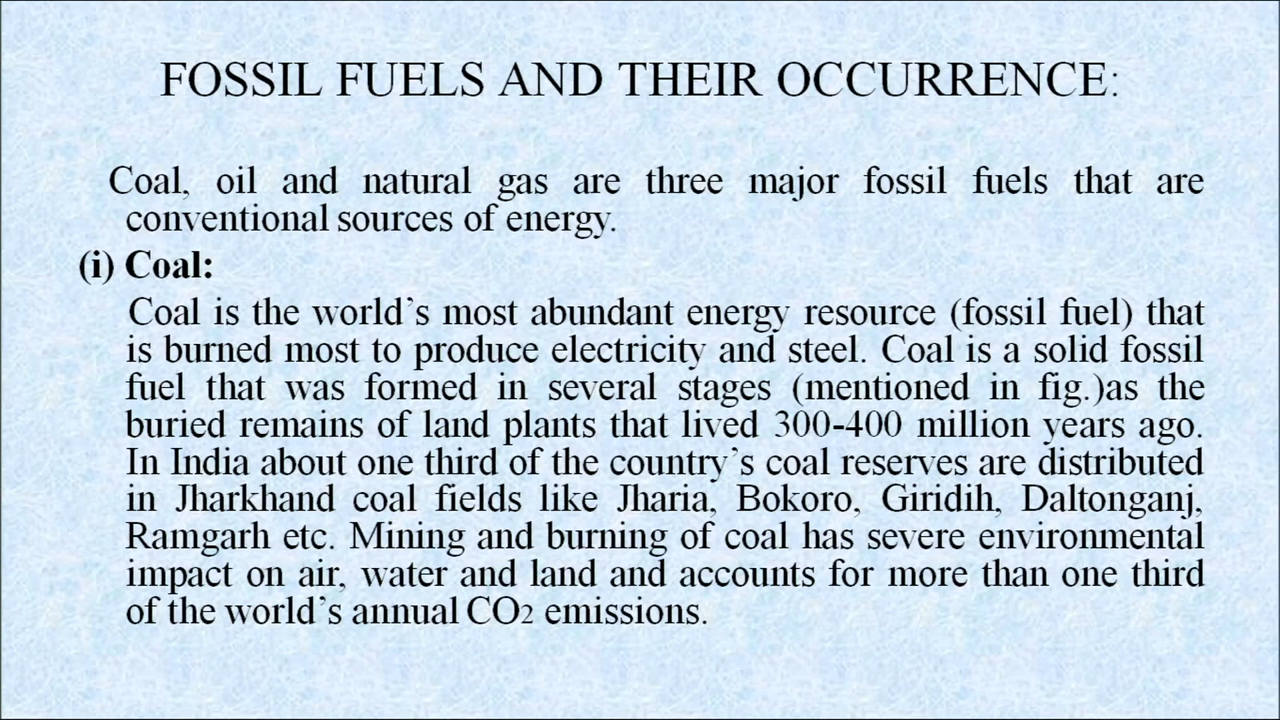 FOSSIL FUELS AND THEIR OCCURRENCE:
Coal, oil and natural gas are three major fossil fuels that are
conventional sources of energy.
(i) Coal:
Coal is the world’s most abundant energy resource (fossil fuel) that
is burned most to produce electricity and steel. Coal is a solid fossil
fuel that was formed in several stages (mentioned in fig.)as the
buried remains of land plants that lived 300-400 million years ago.
In India about one third of the country’s coal reserves are distributed
in Jharkhand coal fields like Jharia, Bokoro, Giridih, Daltonganj,
Ramgarh etc. Mining and burning of coal has severe environmental
impact on air, water and land and accounts for more than one third
of the world’s annual CO2 emissions.